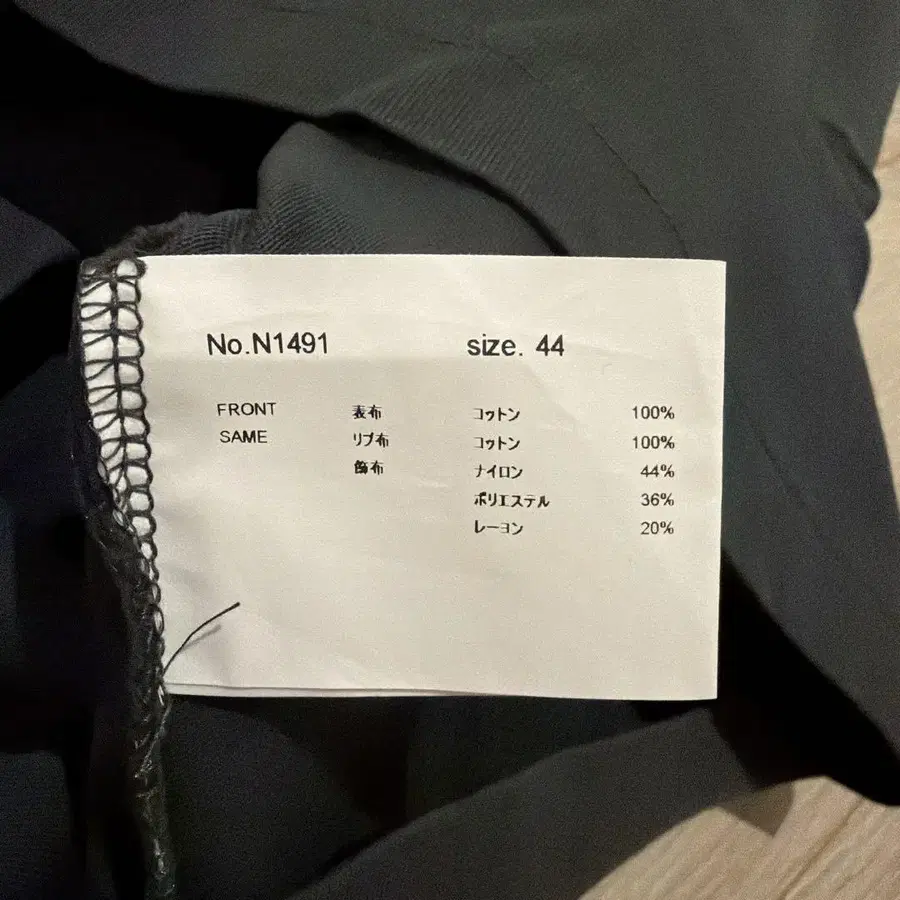 No.N1491 size. 44
FRONT 表布 コットン 100%
SAME リブ布 コットン 100%
飾布 ナイロン 44%
ポリエステル 36%
レーヨン 20%